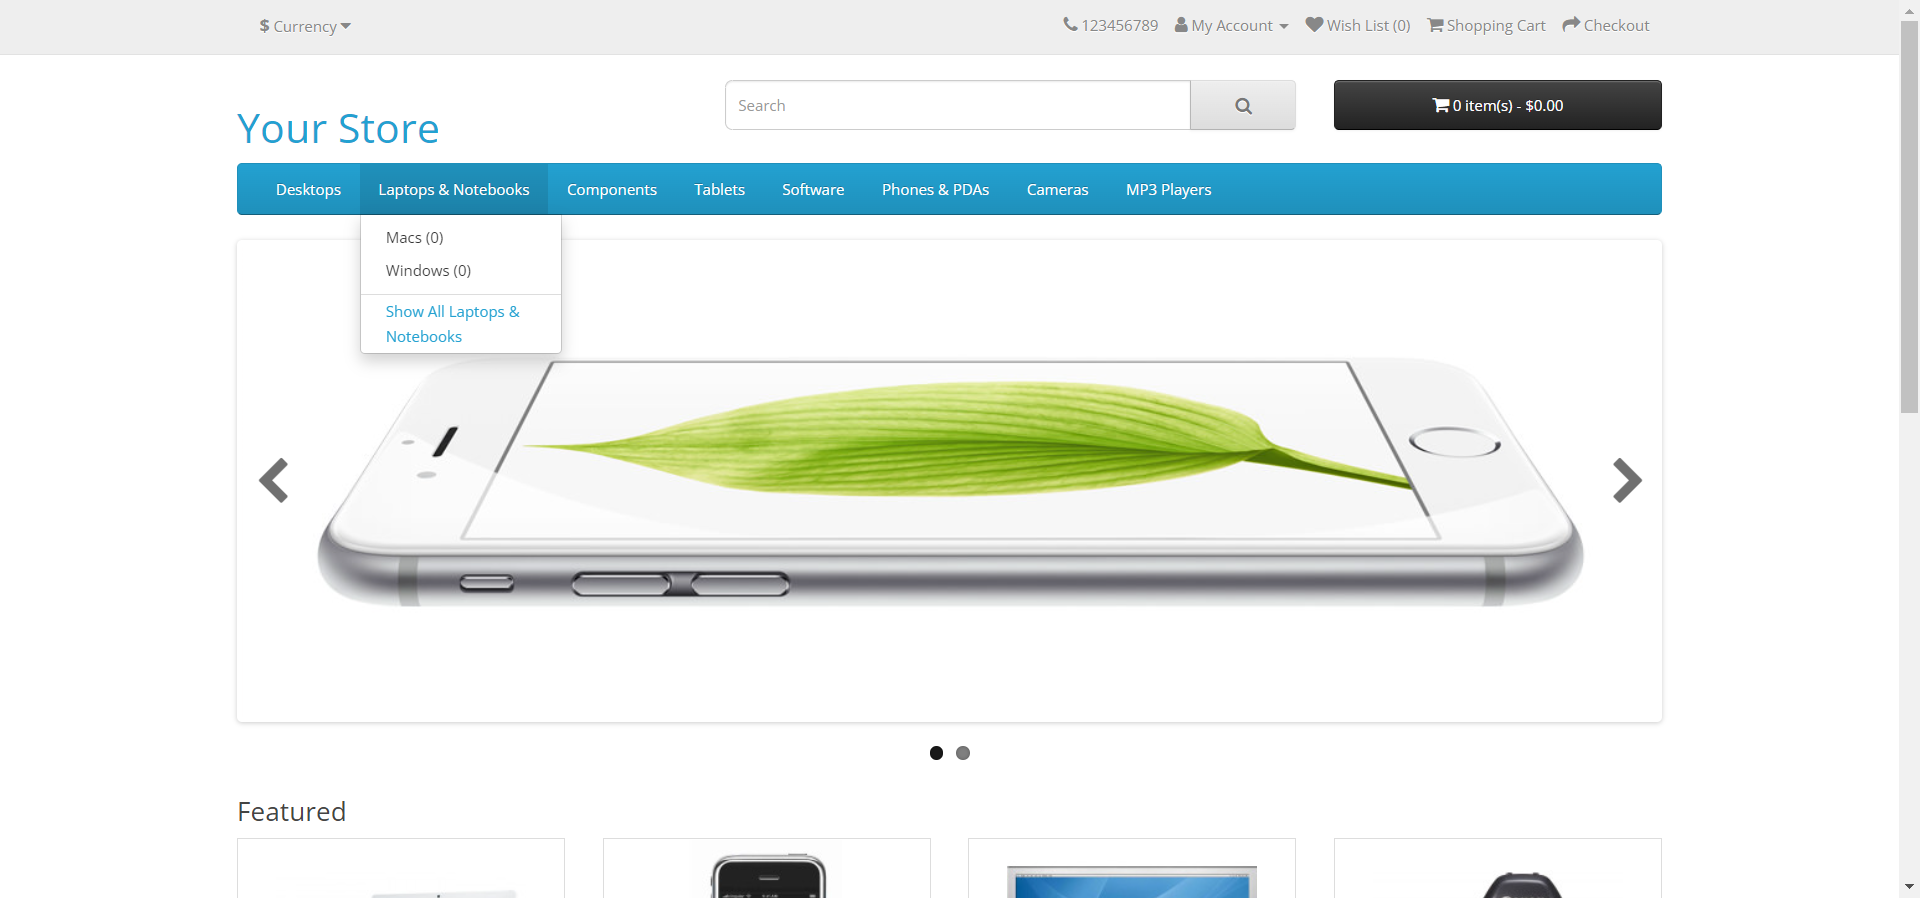 $ Currency
123456789 My Account Wish List (0) Shopping Cart Checkout
Your Store
Search
0 item(s) - $0.00
Desktops Laptops & Notebooks Components Tablets Software Phones & PDAs Cameras MP3 Players
Macs (0)
Windows (0)
Show All Laptops &
Notebooks
Featured